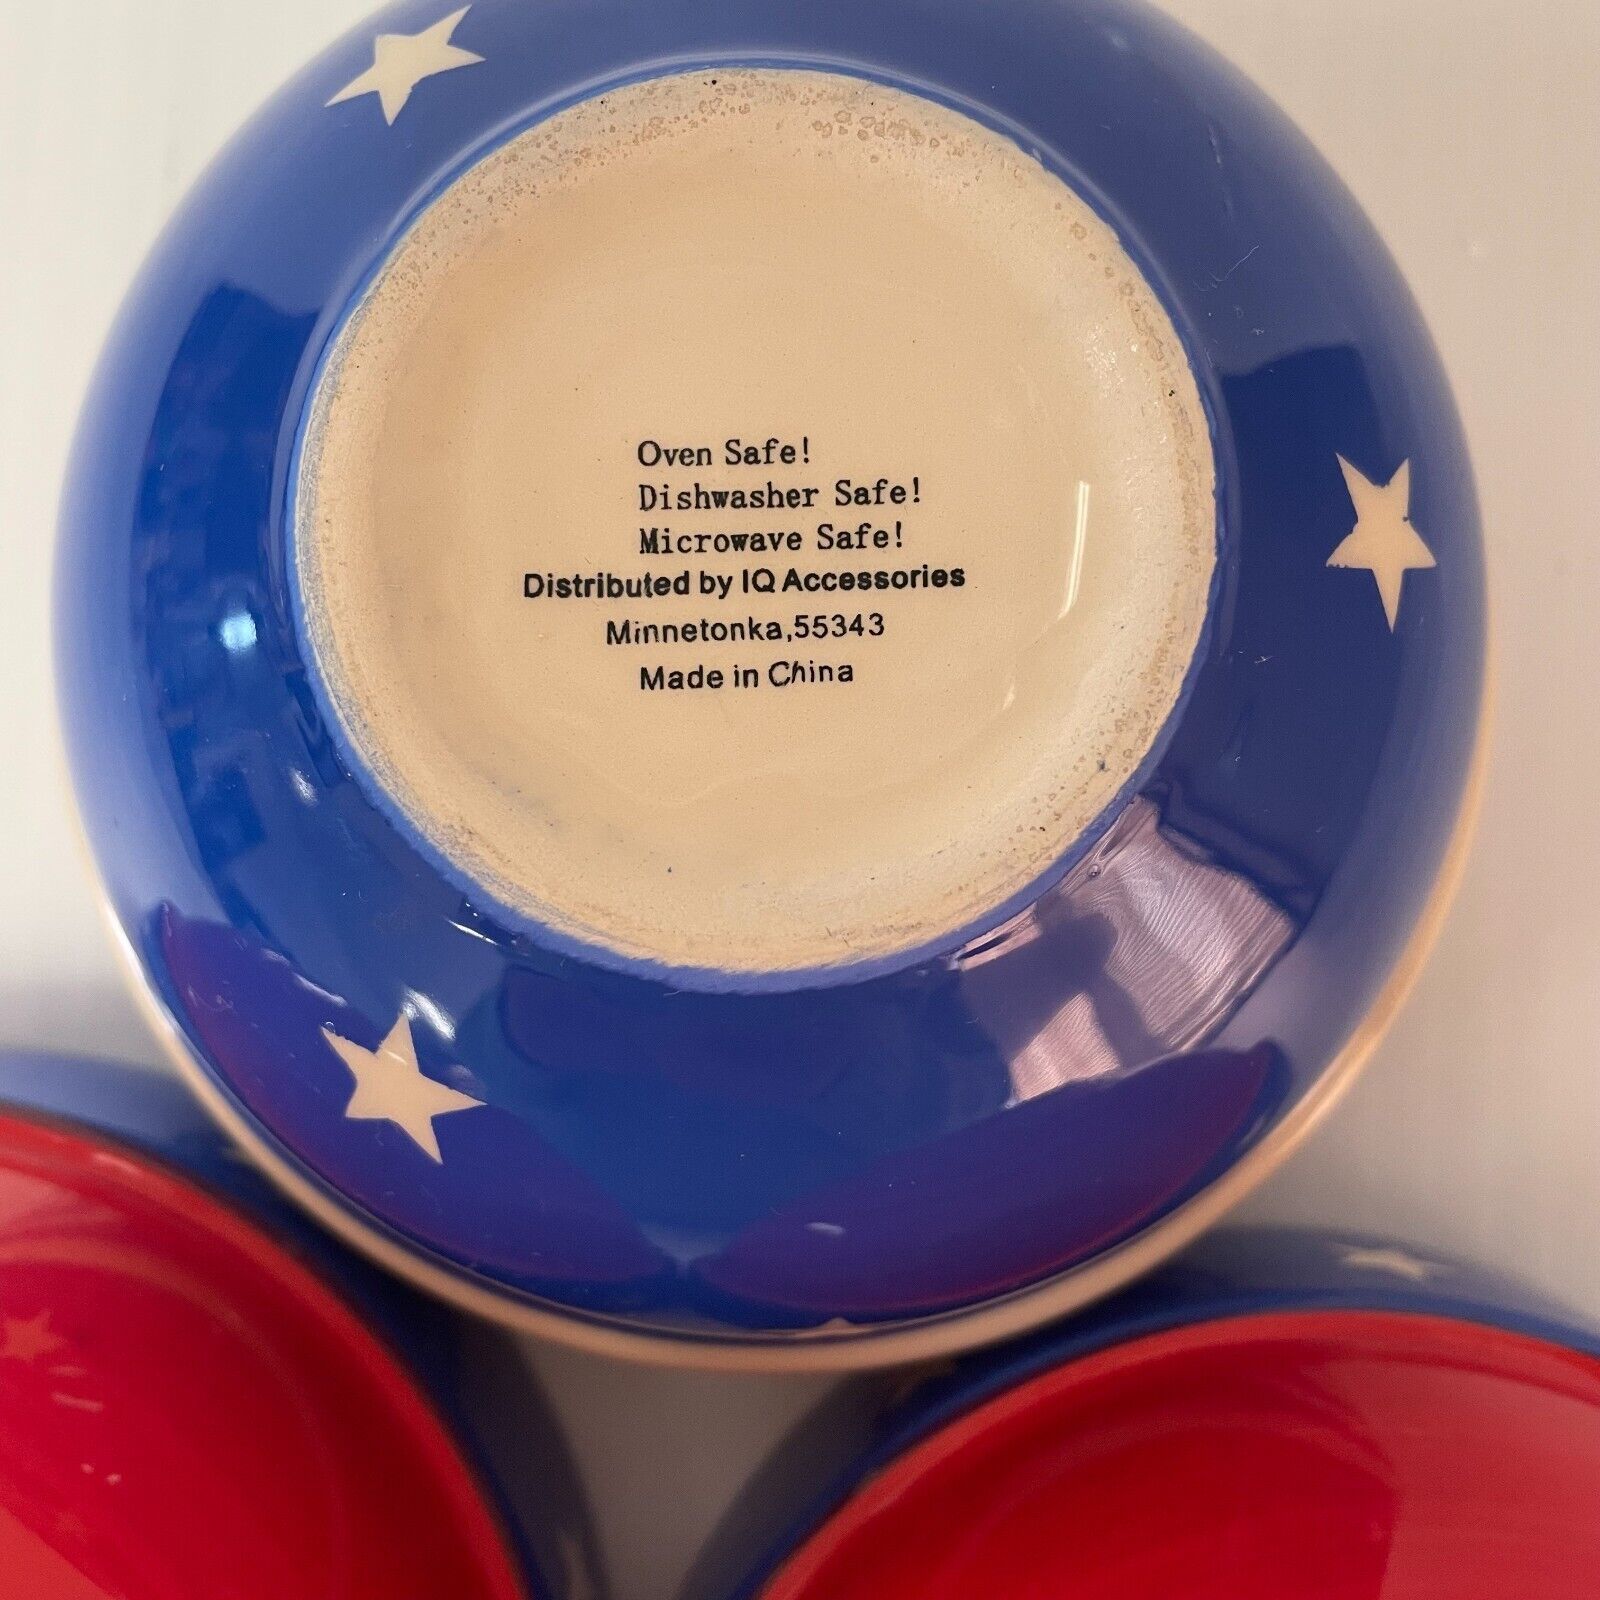 Oven Safe!
Dishwasher Safe!
Microwave Safe!
Distributed by IQ Accessories
Minnetonka,55343
Made in China